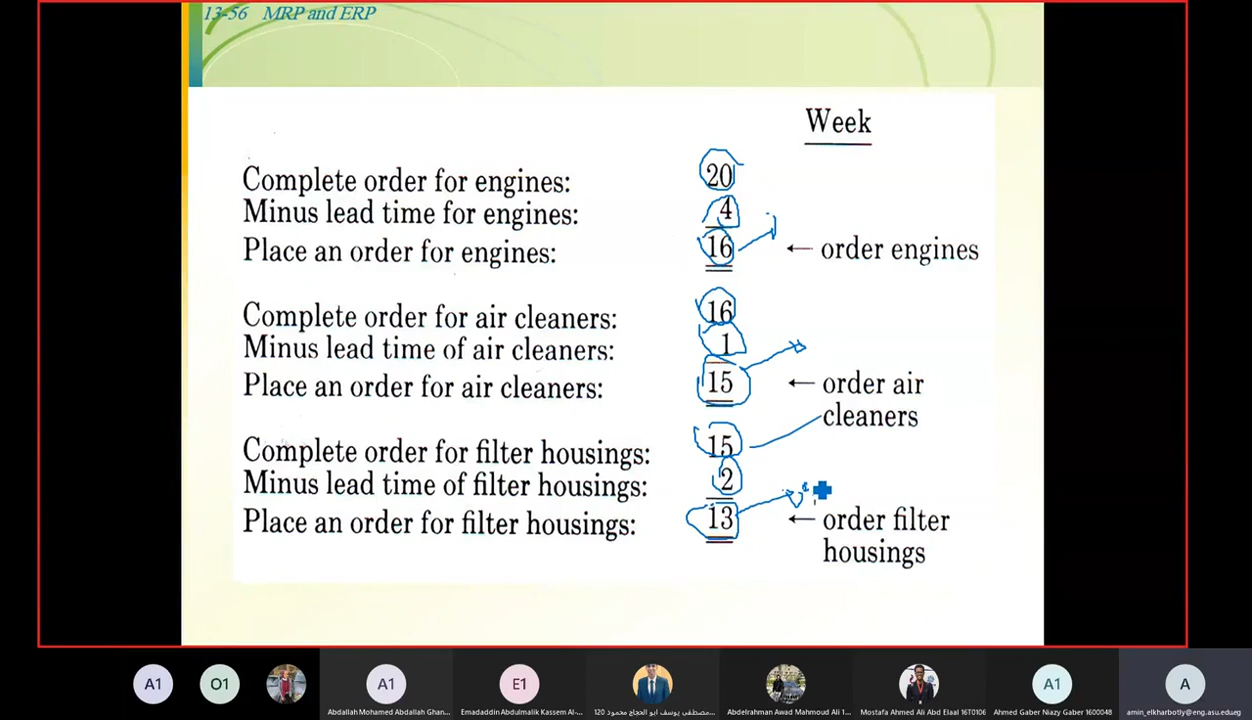 13-56 MRP and ERP
Week
Complete order for engines: 20
Minus lead time for engines: 4
Place an order for engines: 16 ← order engines
Complete order for air cleaners: 16
Minus lead time of air cleaners: 1
Place an order for air cleaners: 15 ← order air
cleaners
Complete order for filter housings: 15
Minus lead time of filter housings: 2
Place an order for filter housings: 13 ← order filter
housings
A1
O1
A1
E1
A1
A
Abdallah Mohamed Abdallah Ghan...
Emadaddin Abdulmalik Kassem Al-...
مصطفى يوسف ابو الحجاج محمود 120...
Abdelrahman Awad Mahmoud Ali 1...
Mostafa Ahmed Ali Abd Elaal 16T0106
Ahmed Gaber Niazy Gaber 1600048
amin_elkharbotly@eng.asu.edueg